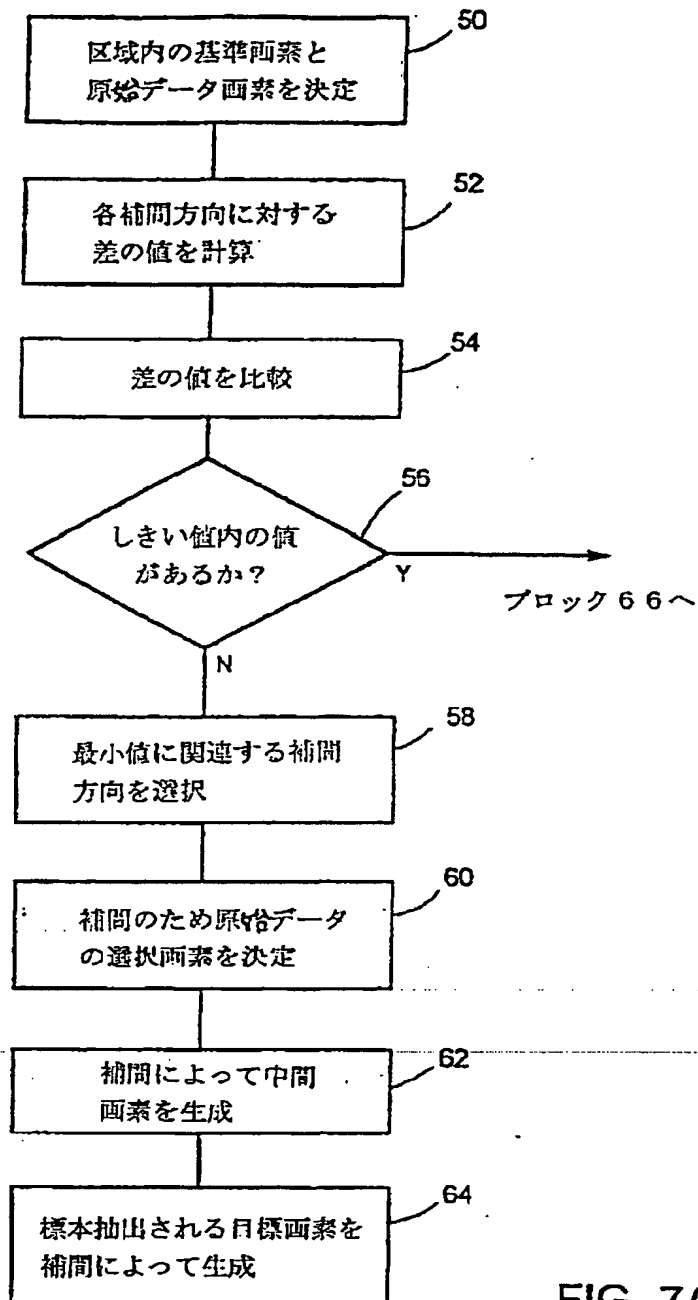 50
区域内の基準画素と
原始データ画素を決定
52
各補間方向に対する
差の値を計算
54
差の値を比較
56
しきい値内の値
があるか?
Y
ブロック66へ
N
58
最小値に関連する補間
方向を選択
60
補間のため原始データ
の選択画素を決定
62
補間によって中間
画素を生成
64
標本抽出される目標画素を
補間によって生成